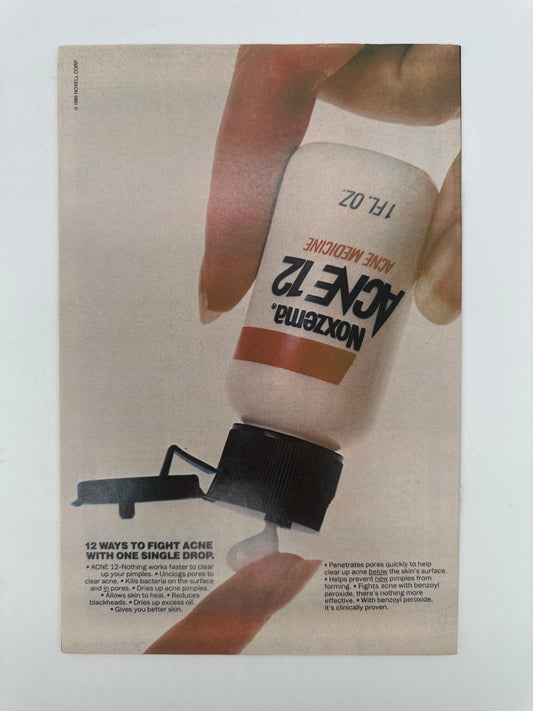 © 1985 NOXELL CORP.
1 FL. OZ.
ACNE MEDICINE
ACNE 12
Noxzema.
12 WAYS TO FIGHT ACNE
WITH ONE SINGLE DROP.
• ACNE 12-Nothing works faster to clear
up your pimples. • Unclogs pores to
clear acne. • Kills bacteria on the surface
and in pores. • Dries up acne pimples.
• Allows skin to heal. • Reduces
blackheads. • Dries up excess oil.
• Gives you better skin.
• Penetrates pores quickly to help
clear up acne below the skin's surface.
• Helps prevent new pimples from
forming. • Fights acne with benzoyl
peroxide, there's nothing more
effective. • With benzoyl peroxide,
it's clinically proven.